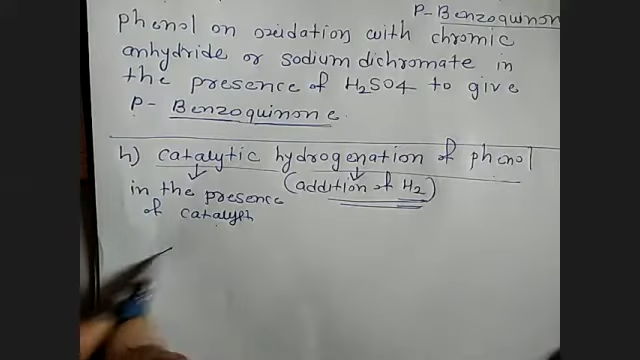 P-Benzoquinon
phenol on oxidation with chromic
anhydride or sodium dichromate in
the presence of H2SO4 to give
P- Benzoquinone.
h) catalytic hydrogenation of phenol
in the presence (addition of H2)
of catalyst